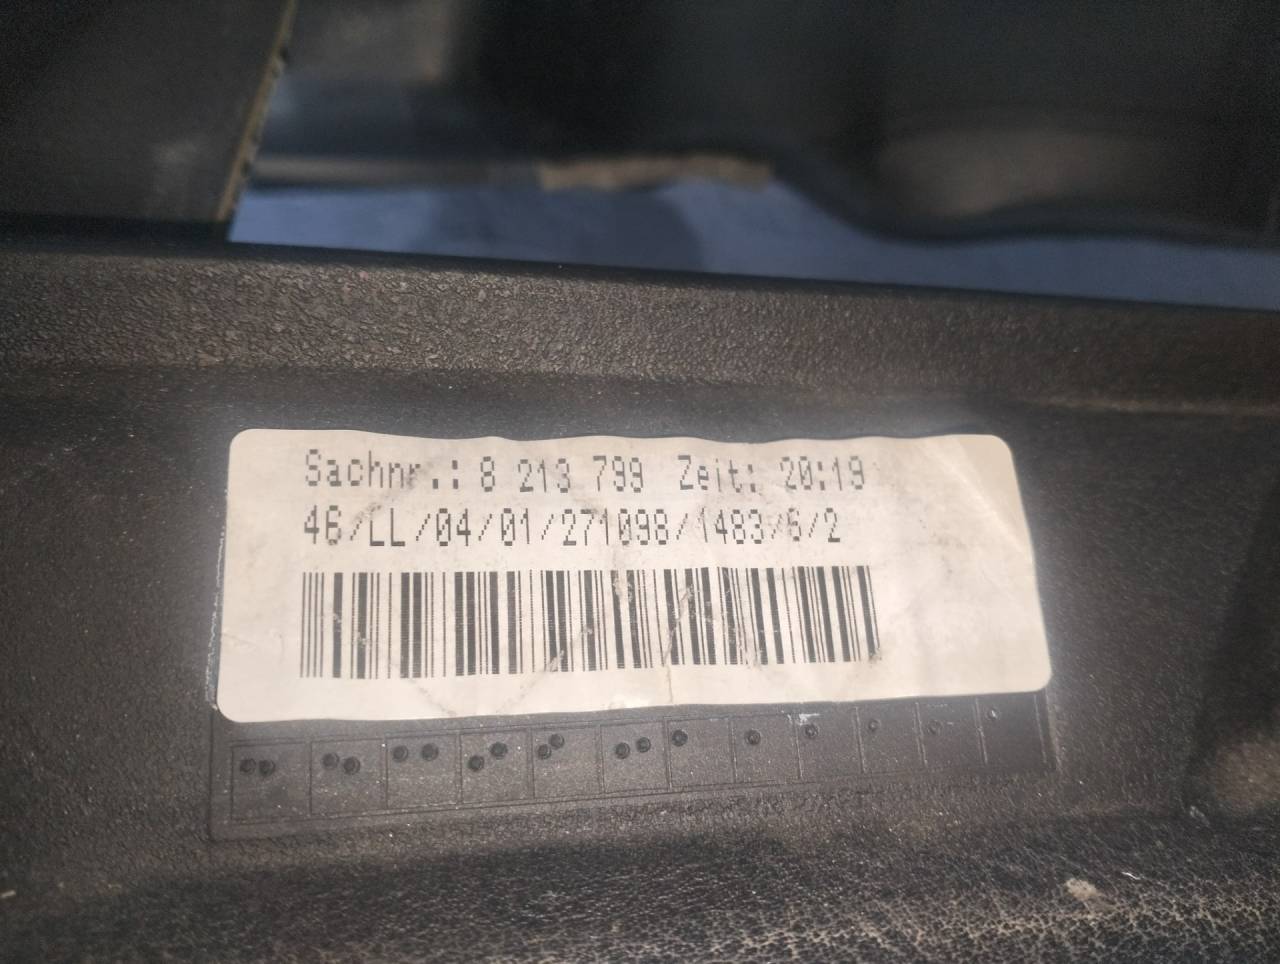 Sachnr.: 8 213 799 Zeit: 20:19
46/LL/04/01/271098/1483/6/2